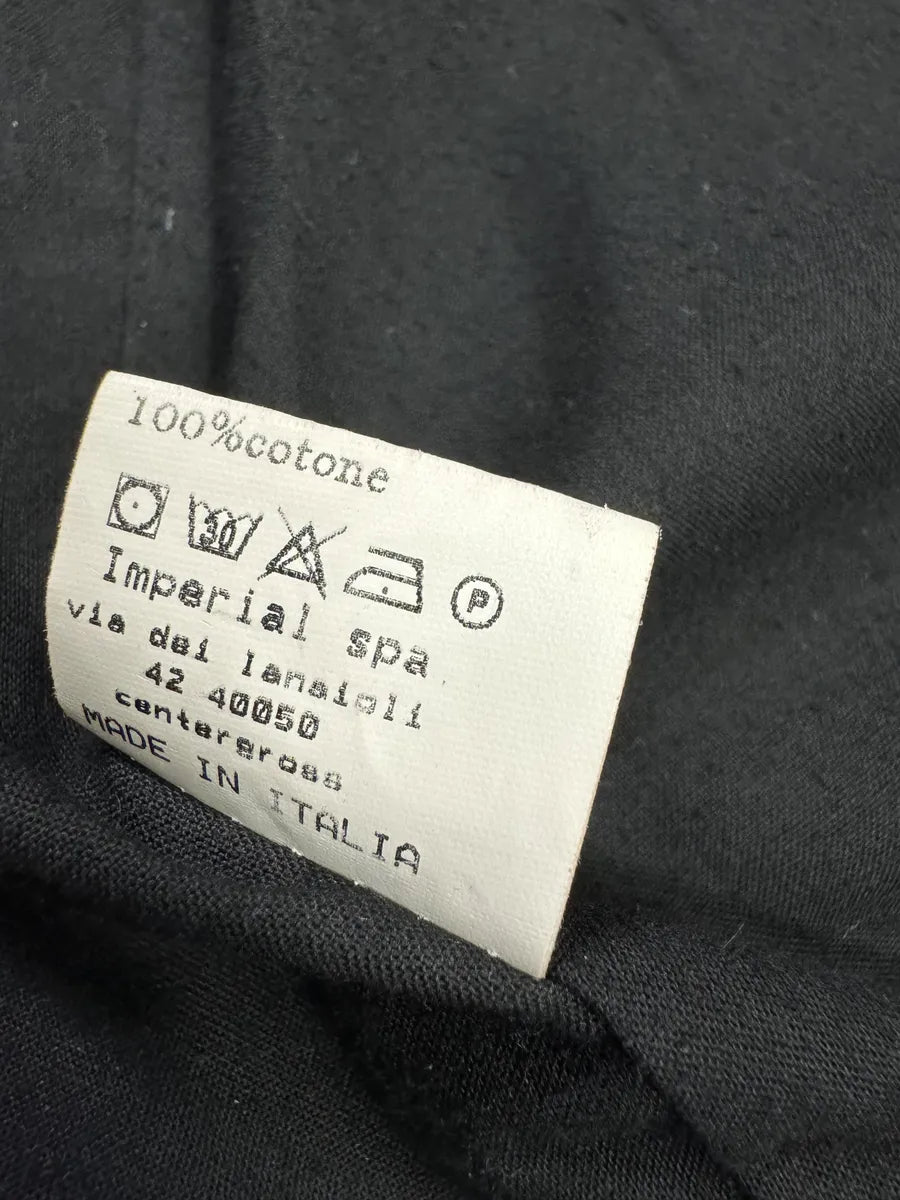 100%cotone
30
P
Imperial spa
via dei lanaioli
42 40050
centergross
MADE IN ITALIA